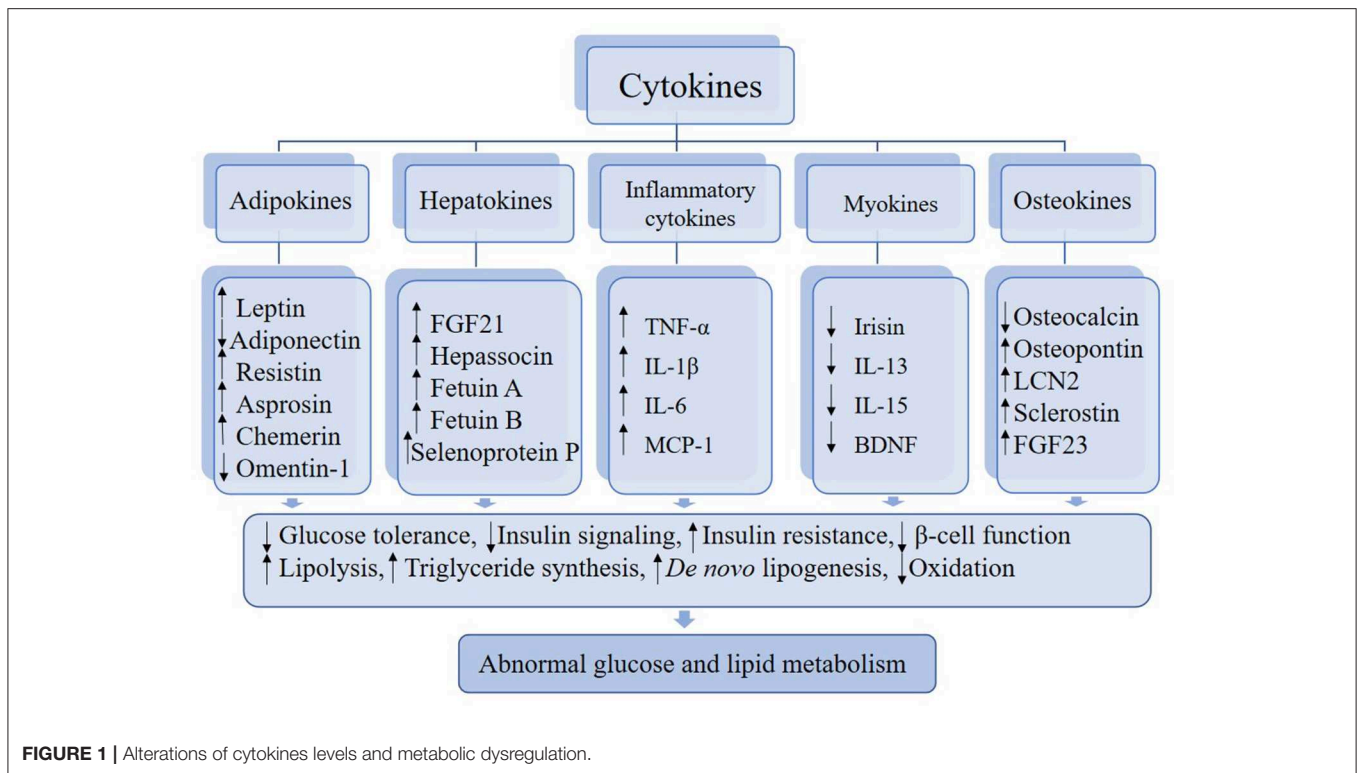 Cytokines
Adipokines
Hepatokines
Inflammatory
cytokines
Myokines
Osteokines
↑ Leptin
↓ Adiponectin
↑ Resistin
↑ Asprosin
↑ Chemerin
↓ Omentin-1
↑ FGF21
↑ Hepassocin
↑ Fetuin A
↑ Fetuin B
↑ Selenoprotein P
↑ TNF-α
↑ IL-1β
↑ IL-6
↑ MCP-1
↓ Irisin
↓ IL-13
↓ IL-15
↓ BDNF
↓ Osteocalcin
↑ Osteopontin
↑ LCN2
↑ Sclerostin
↑ FGF23
↓ Glucose tolerance, ↓ Insulin signaling, ↑ Insulin resistance, ↓ β-cell function
↑ Lipolysis, ↑ Triglyceride synthesis, ↑ De novo lipogenesis, ↓ Oxidation
Abnormal glucose and lipid metabolism
FIGURE 1 | Alterations of cytokines levels and metabolic dysregulation.